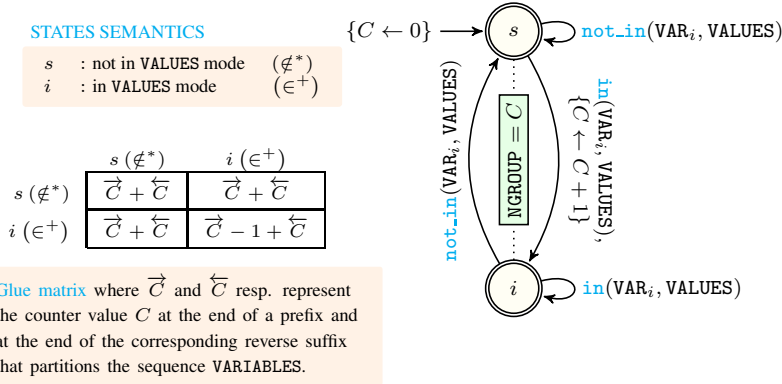 STATES SEMANTICS
s : not in VALUES mode (∉*)
i : in VALUES mode (∈⁺)
s (∉*) i (∈⁺)
s (∉*) C⃗ + C⃖ C⃗ + C⃖
i (∈⁺) C⃗ + C⃖ C⃗ − 1 + C⃖
Glue matrix where C⃗ and C⃖ resp. represent
the counter value C at the end of a prefix and
at the end of the corresponding reverse suffix
that partitions the sequence VARIABLES.
{C ← 0}
s
not_in(VARᵢ, VALUES)
not_in(VARᵢ, VALUES)
NGROUP = C
in(VARᵢ, VALUES),
{C ← C + 1}
i
in(VARᵢ, VALUES)